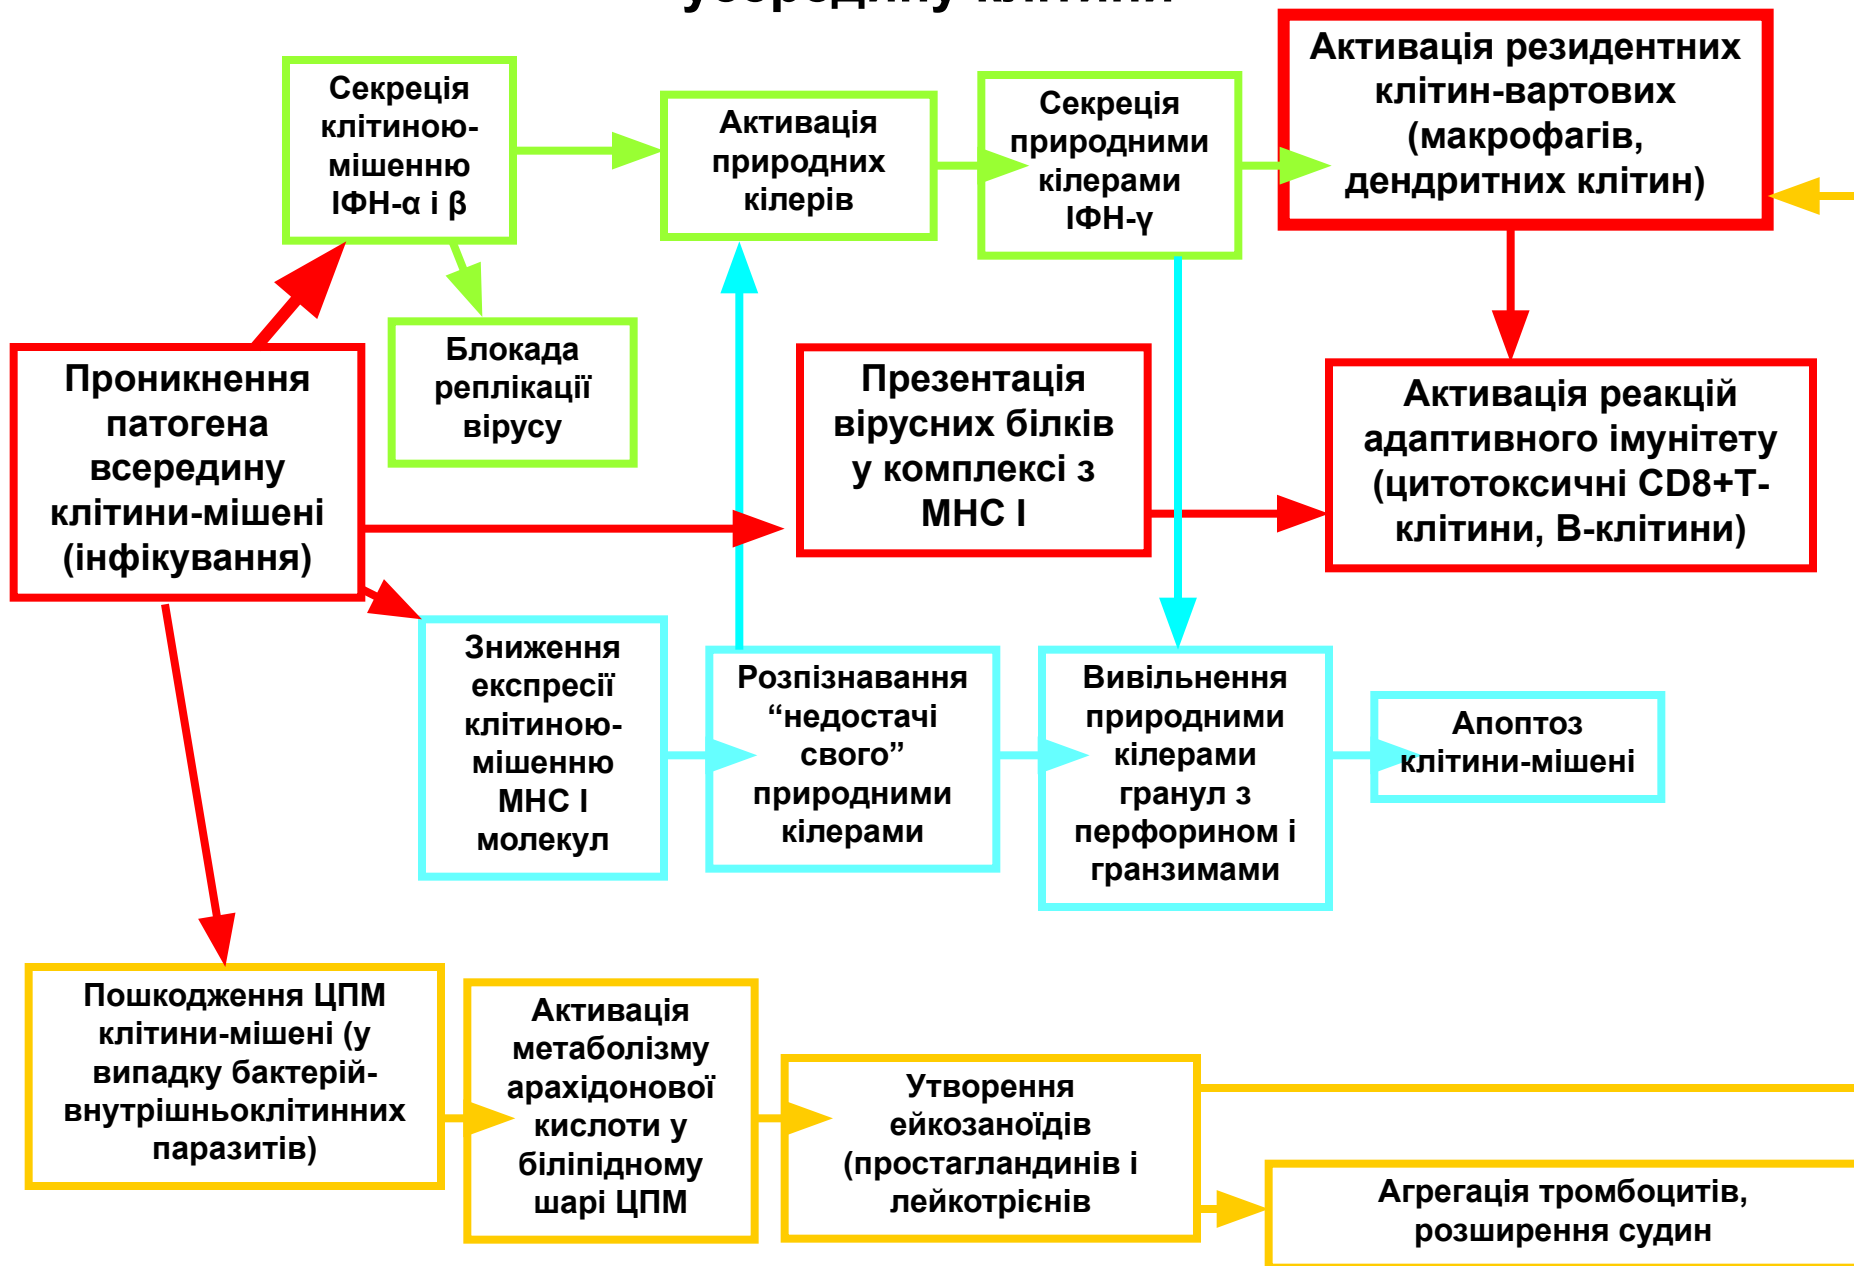 усередину клітини
Секреція
клітиною-
мішенню
ІФН-α і β
Активація
природних
кілерів
Секреція
природними
кілерами
ІФН-γ
Активація резидентних
клітин-вартових
(макрофагів,
дендритних клітин)
Блокада
реплікації
вірусу
Проникнення
патогена
всередину
клітини-мішені
(інфікування)
Презентація
вірусних білків
у комплексі з
МНС І
Активація реакцій
адаптивного імунітету
(цитотоксичні CD8+Т-
клітини, В-клітини)
Зниження
експресії
клітиною-
мішенню
МНС І
молекул
Розпізнавання
“недостачі
свого”
природними
кілерами
Вивільнення
природними
кілерами
гранул з
перфорином і
гранзимами
Апоптоз
клітини-мішені
Пошкодження ЦПМ
клітини-мішені (у
випадку бактерій-
внутрішньоклітинних
паразитів)
Активація
метаболізму
арахідонової
кислоти у
біліпідному
шарі ЦПМ
Утворення
ейкозаноїдів
(простагландинів і
лейкотрієнів
Агрегація тромбоцитів,
розширення судин